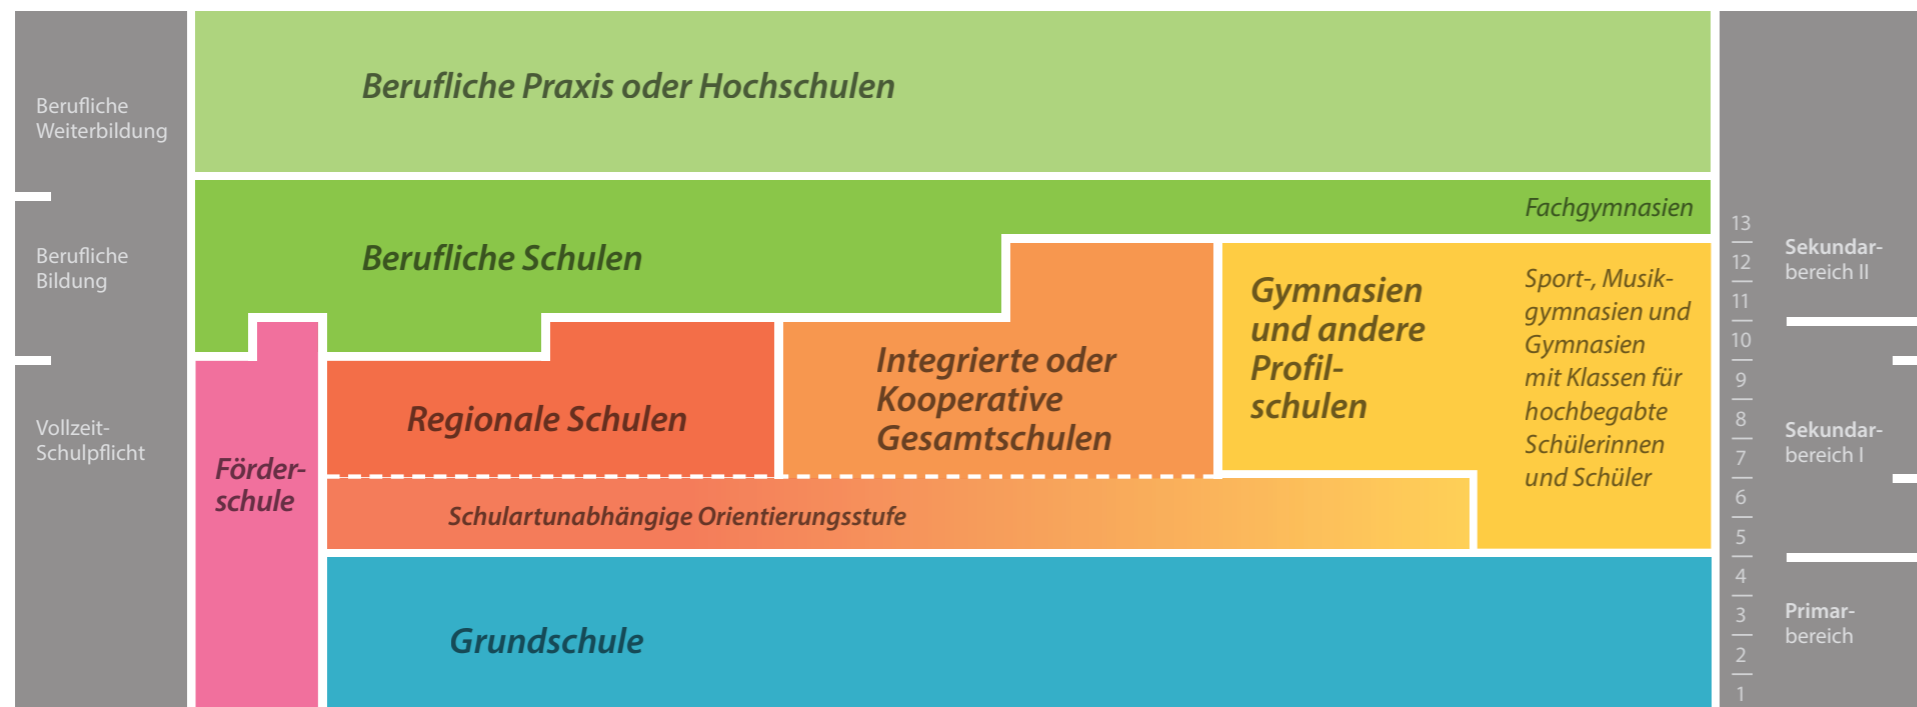 Berufliche
Weiterbildung
Berufliche
Bildung
Vollzeit-
Schulpflicht
Berufliche Praxis oder Hochschulen
Fachgymnasien
Berufliche Schulen
Förder-
schule
Regionale Schulen
Integrierte oder
Kooperative
Gesamtschulen
Gymnasien
und andere
Profil-
schulen
Sport-, Musik-
gymnasien und
Gymnasien
mit Klassen für
hochbegabte
Schülerinnen
und Schüler
Schulartunabhängige Orientierungsstufe
Grundschule
13
12
11
10
9
8
7
6
5
4
3
2
1
Sekundar-
bereich II
Sekundar-
bereich I
Primar-
bereich